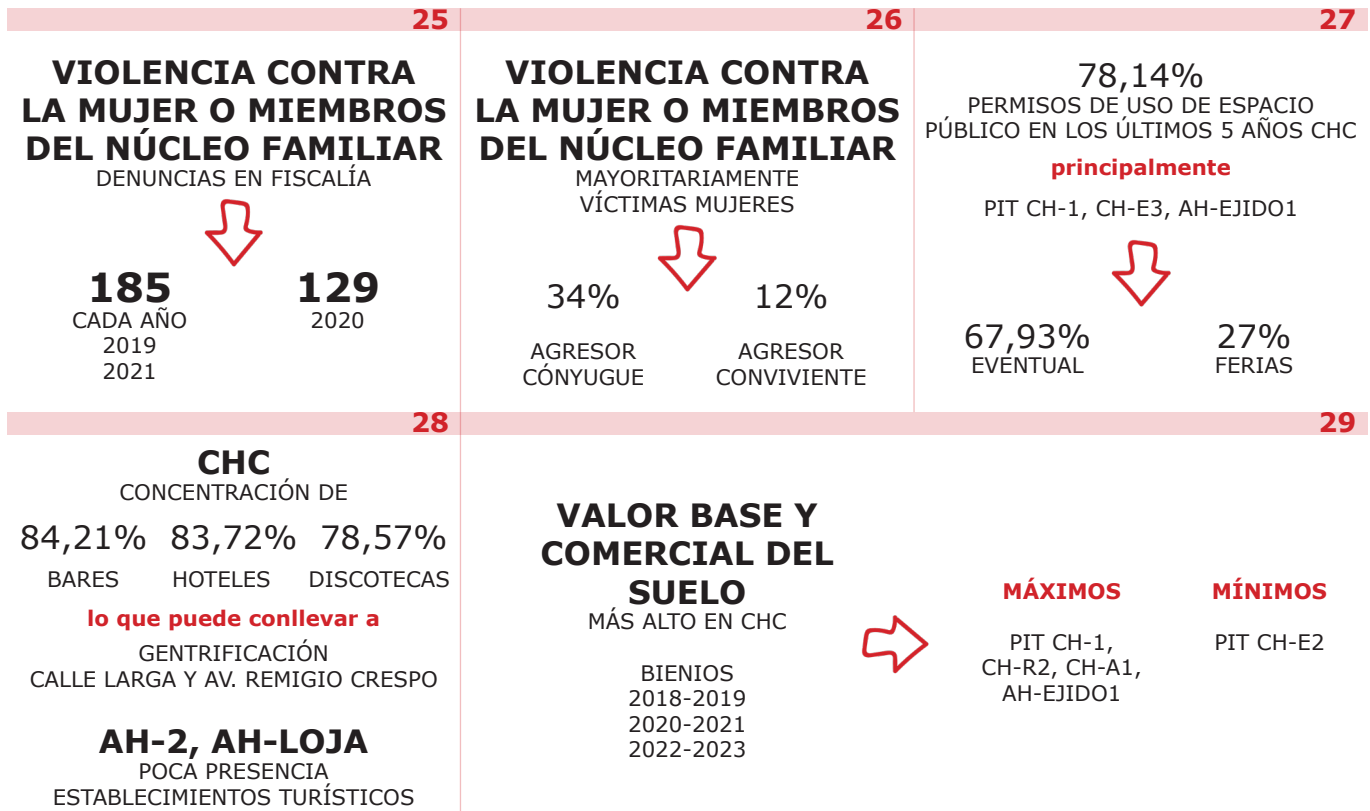 25
VIOLENCIA CONTRA
LA MUJER O MIEMBROS
DEL NÚCLEO FAMILIAR
DENUNCIAS EN FISCALÍA
185
CADA AÑO
2019
2021
129
2020
26
VIOLENCIA CONTRA
LA MUJER O MIEMBROS
DEL NÚCLEO FAMILIAR
MAYORITARIAMENTE
VÍCTIMAS MUJERES
34%
AGRESOR
CÓNYUGUE
12%
AGRESOR
CONVIVIENTE
27
78,14%
PERMISOS DE USO DE ESPACIO
PÚBLICO EN LOS ÚLTIMOS 5 AÑOS CHC
principalmente
PIT CH-1, CH-E3, AH-EJIDO1
67,93%
EVENTUAL
27%
FERIAS
28
CHC
CONCENTRACIÓN DE
84,21% 83,72% 78,57%
BARES HOTELES DISCOTECAS
lo que puede conllevar a
GENTRIFICACIÓN
CALLE LARGA Y AV. REMIGIO CRESPO
AH-2, AH-LOJA
POCA PRESENCIA
ESTABLECIMIENTOS TURÍSTICOS
29
VALOR BASE Y
COMERCIAL DEL
SUELO
MÁS ALTO EN CHC
BIENIOS
2018-2019
2020-2021
2022-2023
MÁXIMOS
PIT CH-1,
CH-R2, CH-A1,
AH-EJIDO1
MÍNIMOS
PIT CH-E2